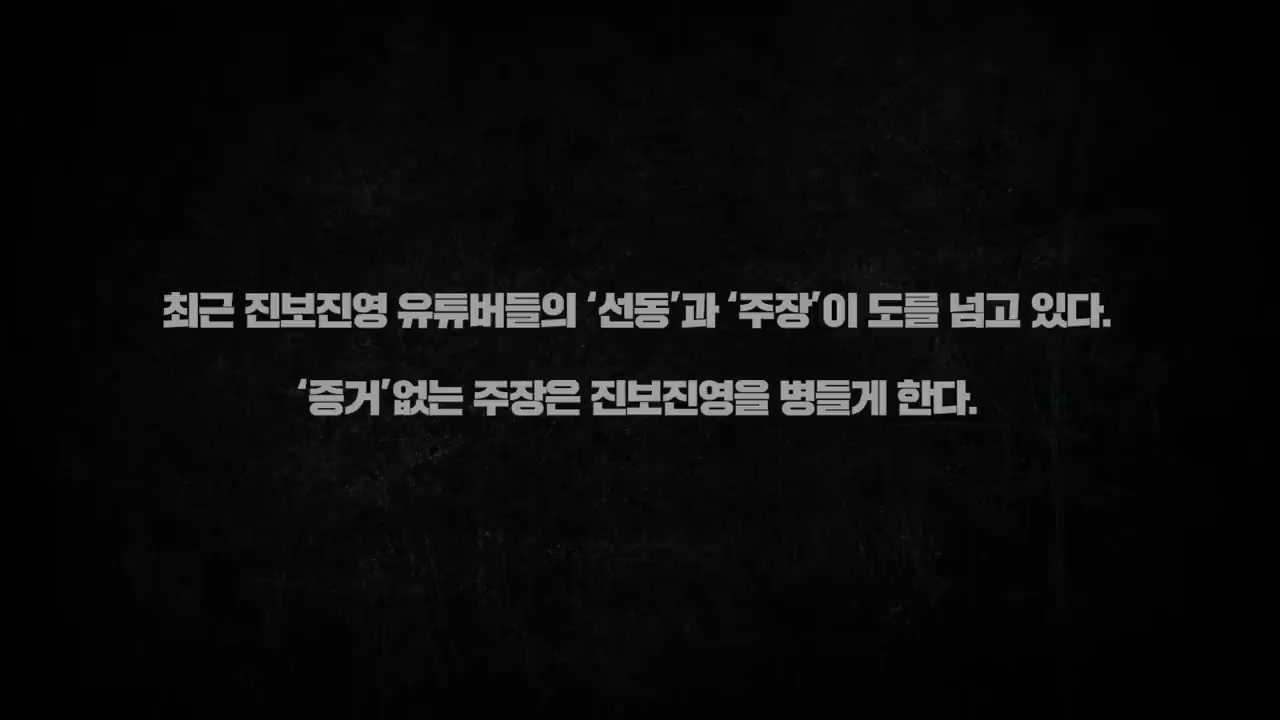 최근 진보진영 유튜버들의 ‘선동’과 ‘주장’이 도를 넘고 있다.
‘증거’없는 주장은 진보진영을 병들게 한다.